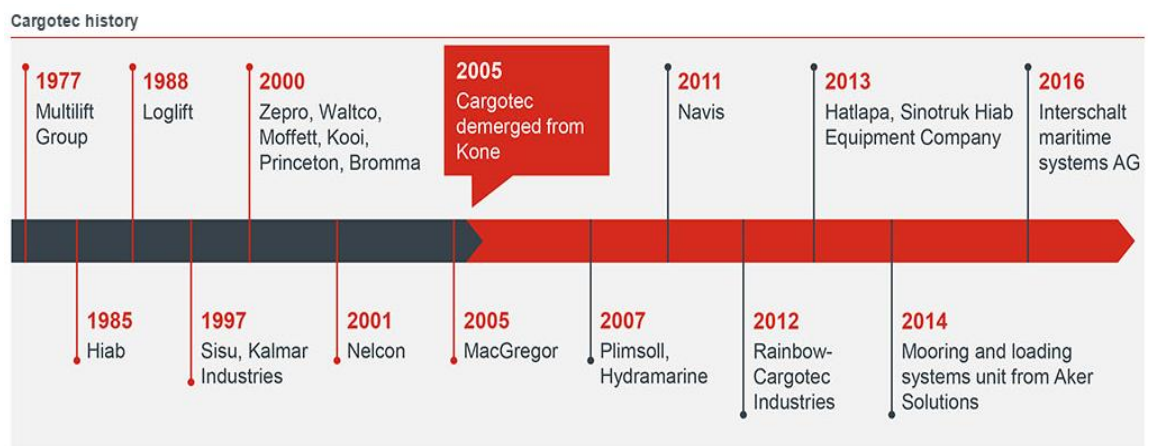 Cargotec history
1977
Multilift
Group
1988
Loglift
2000
Zepro, Waltco,
Moffett, Kooi,
Princeton, Bromma
2005
Cargotec
demerged from
Kone
2011
Navis
2013
Hatlapa, Sinotruk Hiab
Equipment Company
2016
Interschalt
maritime
systems AG
1985
Hiab
1997
Sisu, Kalmar
Industries
2001
Nelcon
2005
MacGregor
2007
Plimsoll,
Hydramarine
2012
Rainbow-
Cargotec
Industries
2014
Mooring and loading
systems unit from Aker
Solutions